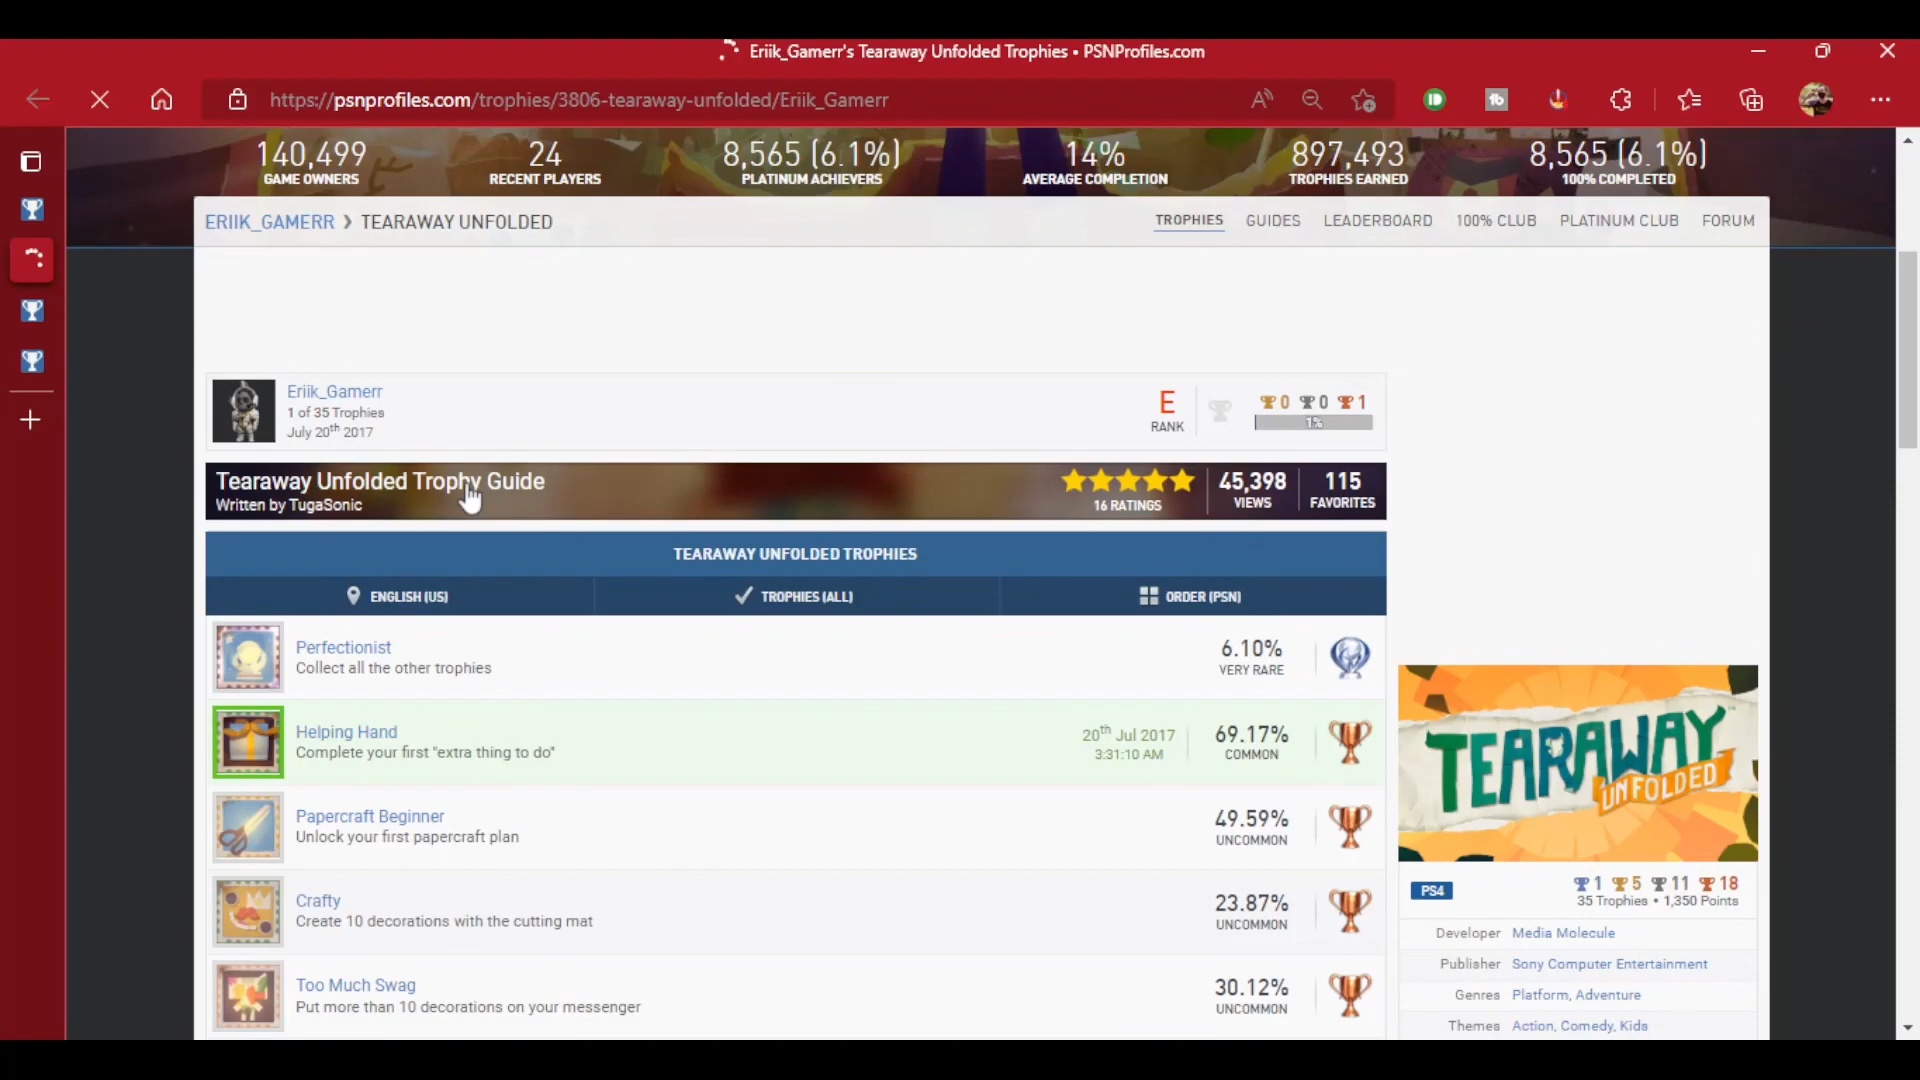 Eriik_Gamerr's Tearaway Unfolded Trophies • PSNProfiles.com
https://psnprofiles.com/trophies/3806-tearaway-unfolded/Eriik_Gamerr
140,499 24 8,565 (6.1%) 14% 897,493 8,565 (6.1%)
GAME OWNERS RECENT PLAYERS PLATINUM ACHIEVERS AVERAGE COMPLETION TROPHIES EARNED 100% COMPLETED
ERIIK_GAMERR › TEARAWAY UNFOLDED TROPHIES GUIDES LEADERBOARD 100% CLUB PLATINUM CLUB FORUM
Eriik_Gamerr
1 of 35 Trophies
July 20th 2017
E
RANK
0 0 1
1%
Tearaway Unfolded Trophy Guide
Written by TugaSonic
16 RATINGS
45,398
VIEWS
115
FAVORITES
TEARAWAY UNFOLDED TROPHIES
ENGLISH (US) TROPHIES (ALL) ORDER (PSN)
Perfectionist
Collect all the other trophies
6.10%
VERY RARE
Helping Hand
Complete your first "extra thing to do"
20th Jul 2017
3:31:10 AM
69.17%
COMMON
Papercraft Beginner
Unlock your first papercraft plan
49.59%
UNCOMMON
Crafty
Create 10 decorations with the cutting mat
23.87%
UNCOMMON
Too Much Swag
Put more than 10 decorations on your messenger
30.12%
UNCOMMON
TEARAWAY
UNFOLDED
PS4
1 5 11 18
35 Trophies • 1,350 Points
Developer Media Molecule
Publisher Sony Computer Entertainment
Genres Platform, Adventure
Themes Action, Comedy, Kids